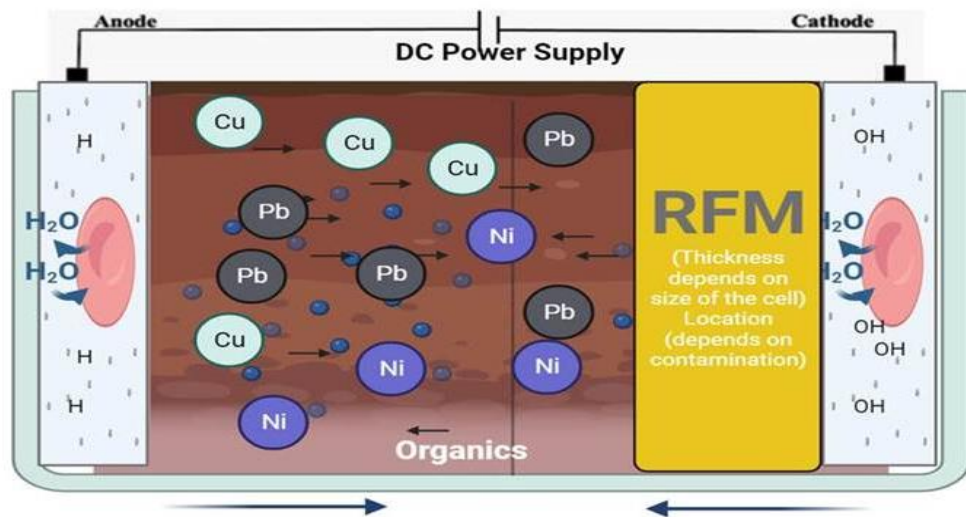 Anode
Cathode
DC Power Supply
H
H₂O
H₂O
H
H
Cu
Cu
Cu
Pb
Pb
Ni
Pb
Pb
Pb
Cu
Ni
Ni
Ni
Organics
RFM
(Thickness
depends on
size of the cell)
Location
(depends on
contamination)
OH
H₂O
H₂O
OH
OH
OH